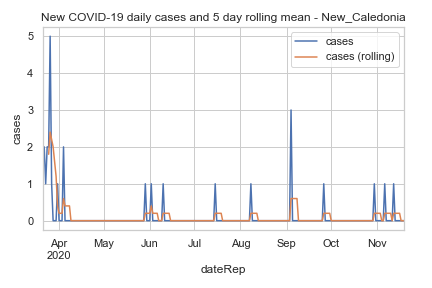 New COVID-19 daily cases and 5 day rolling mean - New_Caledonia
cases
cases (rolling)
5
4
3
2
1
0
cases
Apr
2020
May
Jun
Jul
Aug
Sep
Oct
Nov
dateRep